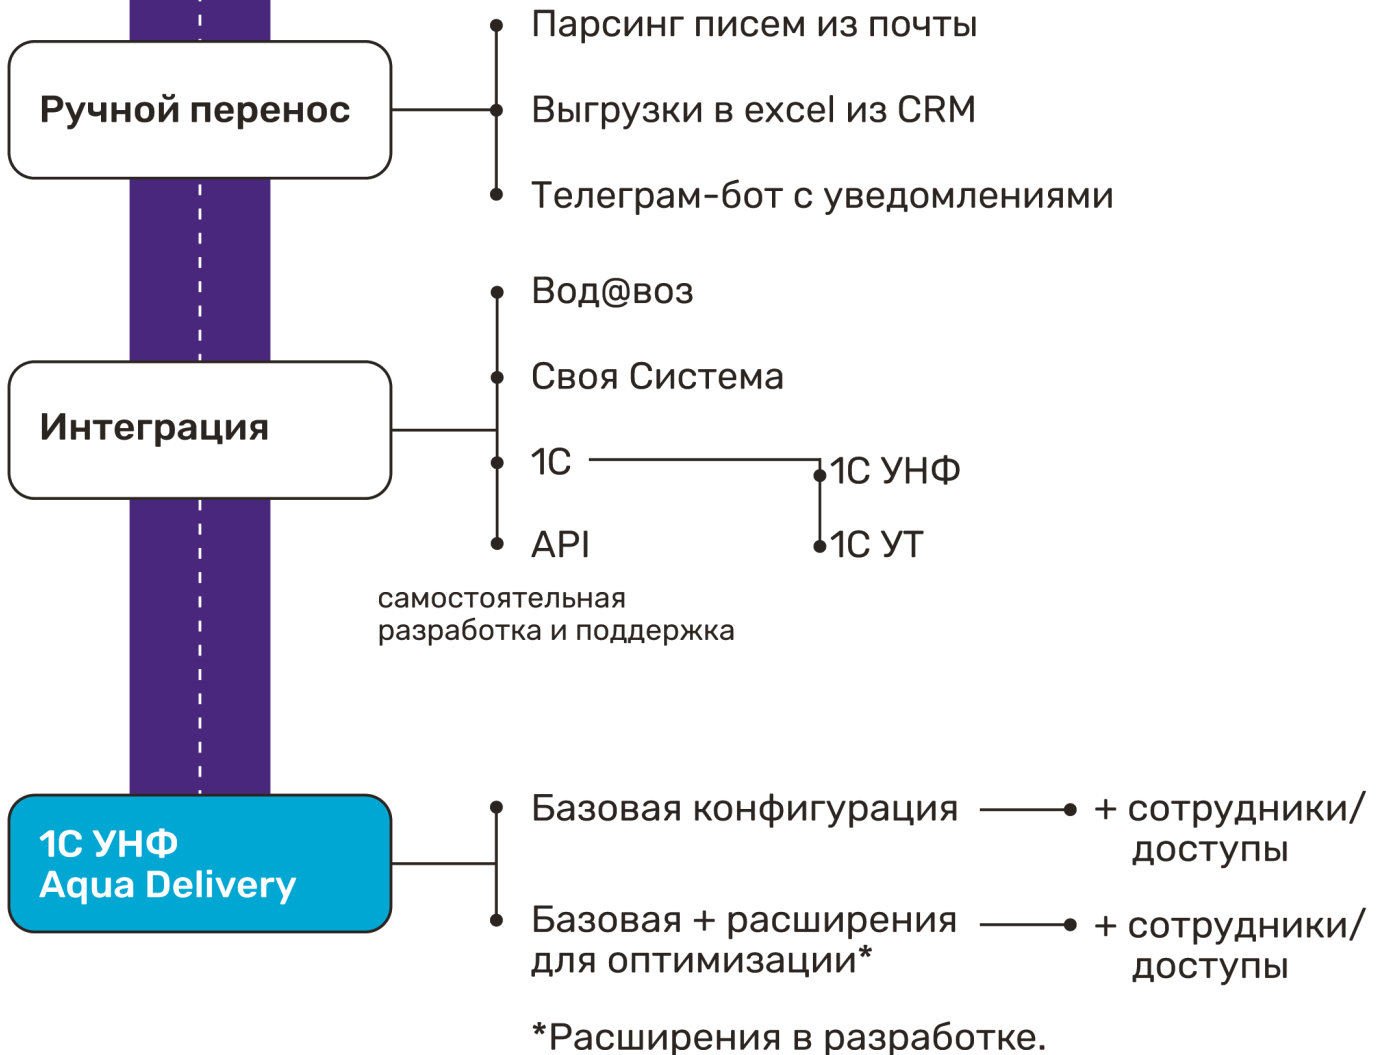 Ручной перенос
Парсинг писем из почты
Выгрузки в excel из CRM
Телеграм-бот с уведомлениями
Интеграция
Вод@воз
Своя Система
1С
1С УНФ
1С УТ
API
самостоятельная
разработка и поддержка
1С УНФ
Aqua Delivery
Базовая конфигурация
+ сотрудники/
доступы
Базовая + расширения
для оптимизации*
+ сотрудники/
доступы
*Расширения в разработке.